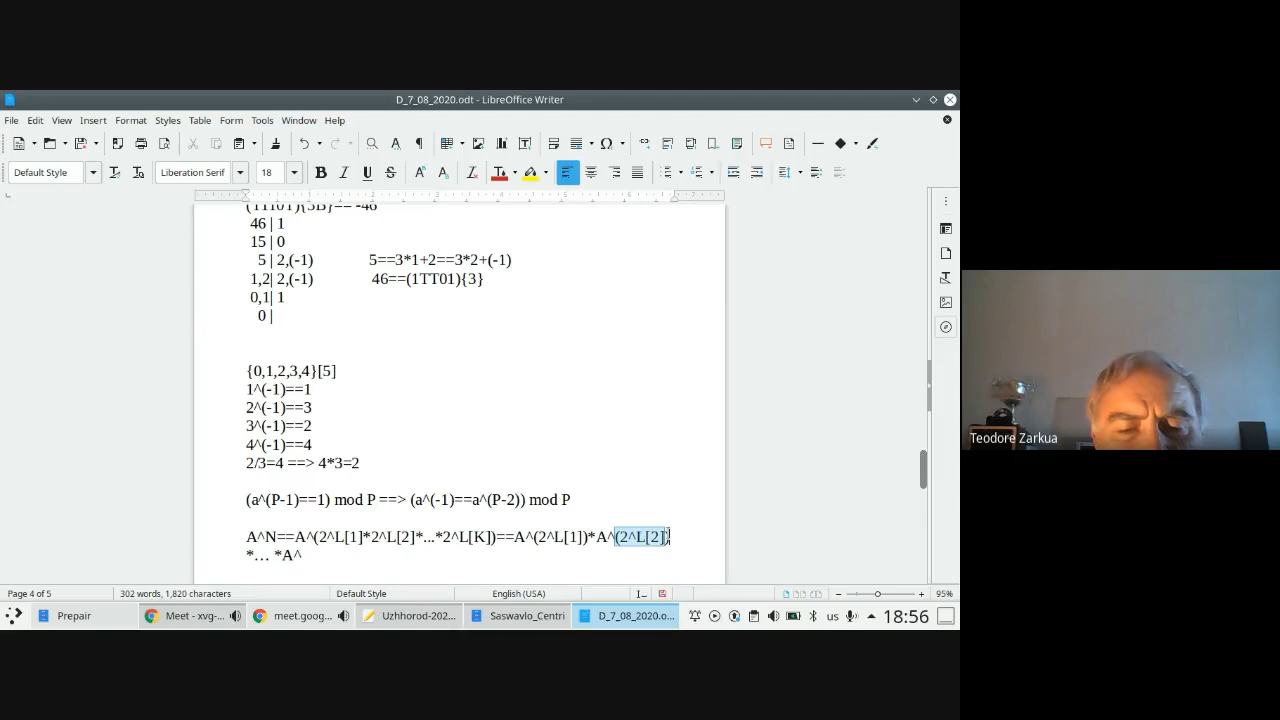 D_7_08_2020.odt - LibreOffice Writer
File Edit View Insert Format Styles Table Form Tools Window Help
Default Style Liberation Serif 18
(11101){3B}== -46
46 | 1
15 | 0
5 | 2,(-1) 5==3*1+2==3*2+(-1)
1,2| 2,(-1) 46==(1TT01){3}
0,1| 1
0 |
{0,1,2,3,4}[5]
1^(-1)==1
2^(-1)==3
3^(-1)==2
4^(-1)==4
2/3=4 ==> 4*3=2
(a^(P-1)==1) mod P ==> (a^(-1)==a^(P-2)) mod P
A^N==A^(2^L[1]*2^L[2]*...*2^L[K])==A^(2^L[1])*A^(2^L[2])
*… *A^
Teodore Zarkua
Page 4 of 5 302 words, 1,820 characters Default Style English (USA) 95%
Prepair Meet - xvg-... meet.goog... Uzhhorod-202... Saswavlo_Centri D_7_08_2020.o... us 18:56